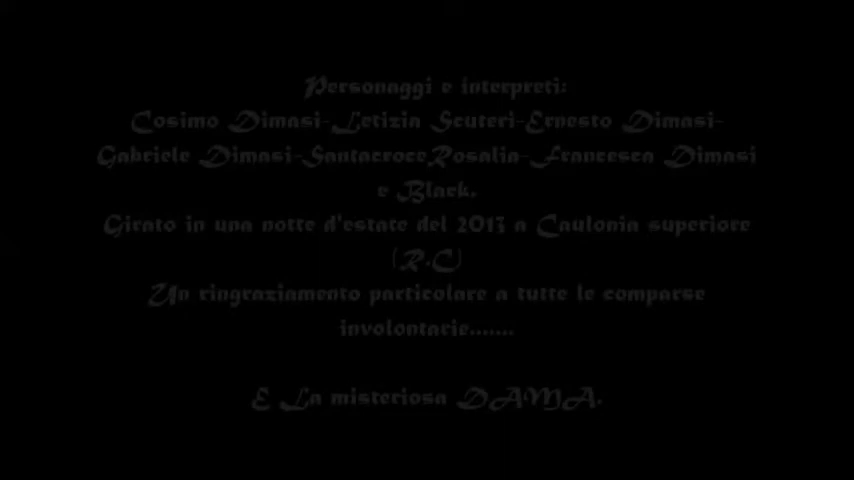 Personaggi e interpreti:
Cosimo Dimasi-Letizia Scuteri-Ernesto Dimasi-
Gabriele Dimasi-SantacroceRosalia-Francesca Dimasi
e Black.
Girato in una notte d'estate del 2013 a Caulonia superiore
(R.C)
Un ringraziamento particolare a tutte le comparse
involontarie.......
E La misteriosa DAMA.